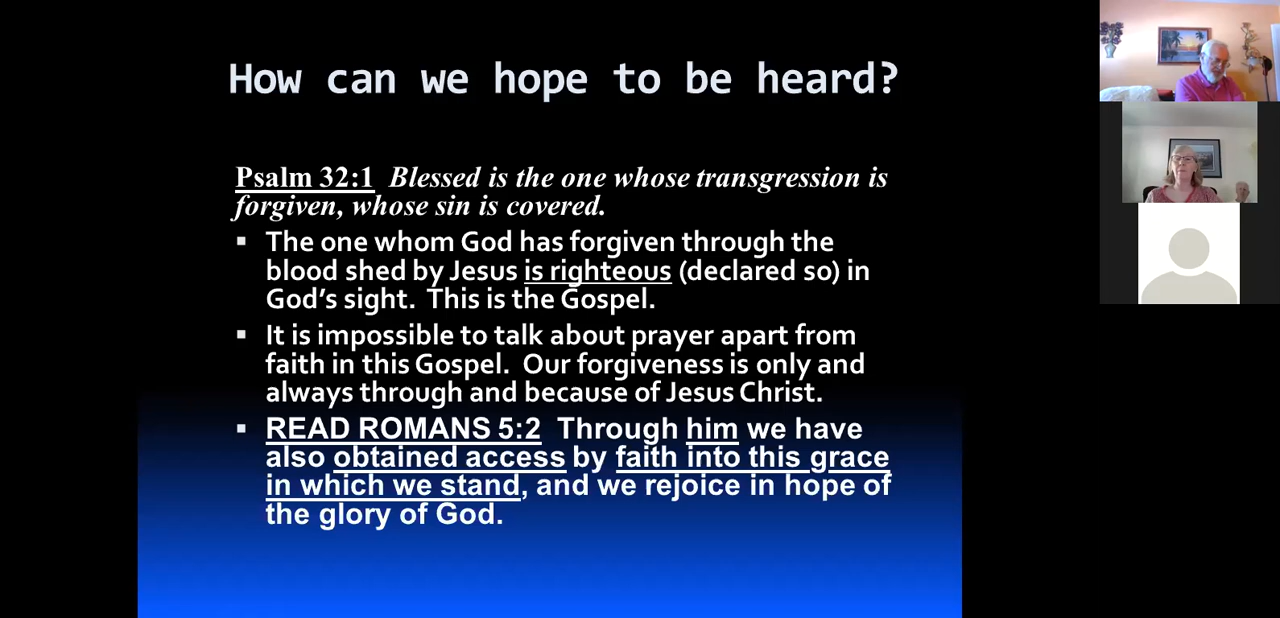 How can we hope to be heard?
Psalm 32:1 Blessed is the one whose transgression is
forgiven, whose sin is covered.
▪ The one whom God has forgiven through the
blood shed by Jesus is righteous (declared so) in
God’s sight. This is the Gospel.
▪ It is impossible to talk about prayer apart from
faith in this Gospel. Our forgiveness is only and
always through and because of Jesus Christ.
▪ READ ROMANS 5:2 Through him we have
also obtained access by faith into this grace
in which we stand, and we rejoice in hope of
the glory of God.